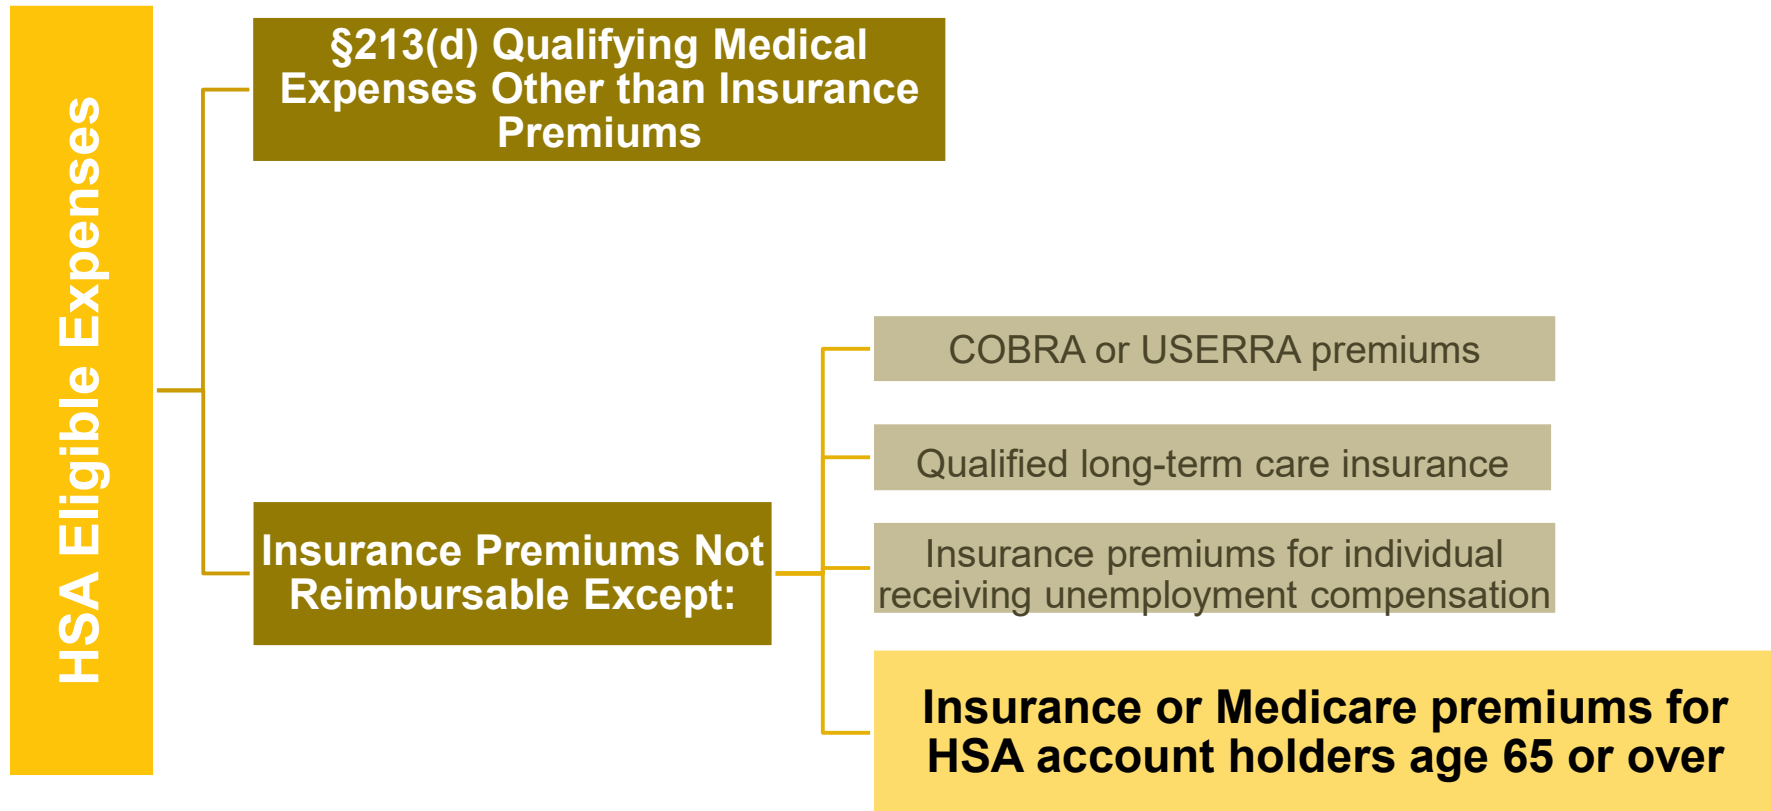 HSA Eligible Expenses
§213(d) Qualifying Medical
Expenses Other than Insurance
Premiums
Insurance Premiums Not
Reimbursable Except:
COBRA or USERRA premiums
Qualified long-term care insurance
Insurance premiums for individual
receiving unemployment compensation
Insurance or Medicare premiums for
HSA account holders age 65 or over